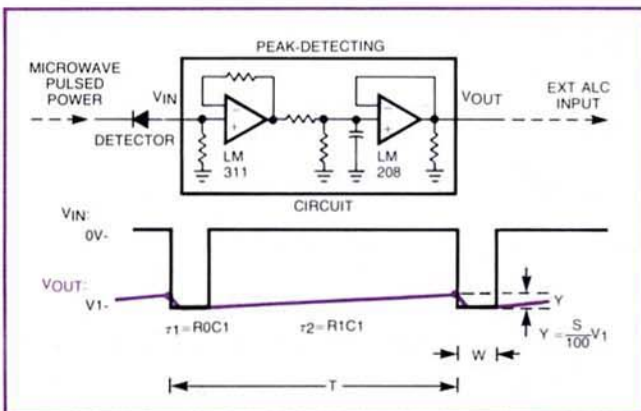 PEAK-DETECTING
MICROWAVE
PULSED
POWER
VIN
VOUT
EXT ALC
INPUT
DETECTOR
LM
311
LM
208
CIRCUIT
VIN:
0V-
VOUT:
V1-
τ1=R0C1
τ2=R1C1
Y
Y = S/100 V1
W
T